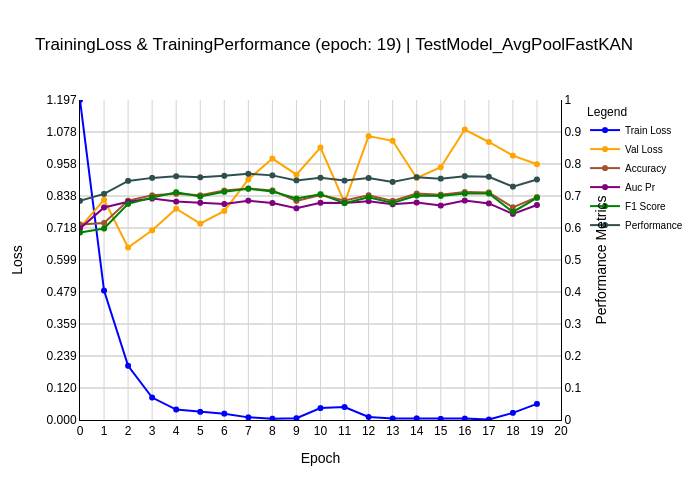 TrainingLoss & TrainingPerformance (epoch: 19) | TestModel_AvgPoolFastKAN
1.197
1.078
0.958
0.838
0.718
0.599
0.479
0.359
0.239
0.120
0.000
Loss
0 1 2 3 4 5 6 7 8 9 10 11 12 13 14 15 16 17 18 19 20
Epoch
1
0.9
0.8
0.7
0.6
0.5
0.4
0.3
0.2
0.1
0
Performance Metrics
Legend
Train Loss
Val Loss
Accuracy
Auc Pr
F1 Score
Performance